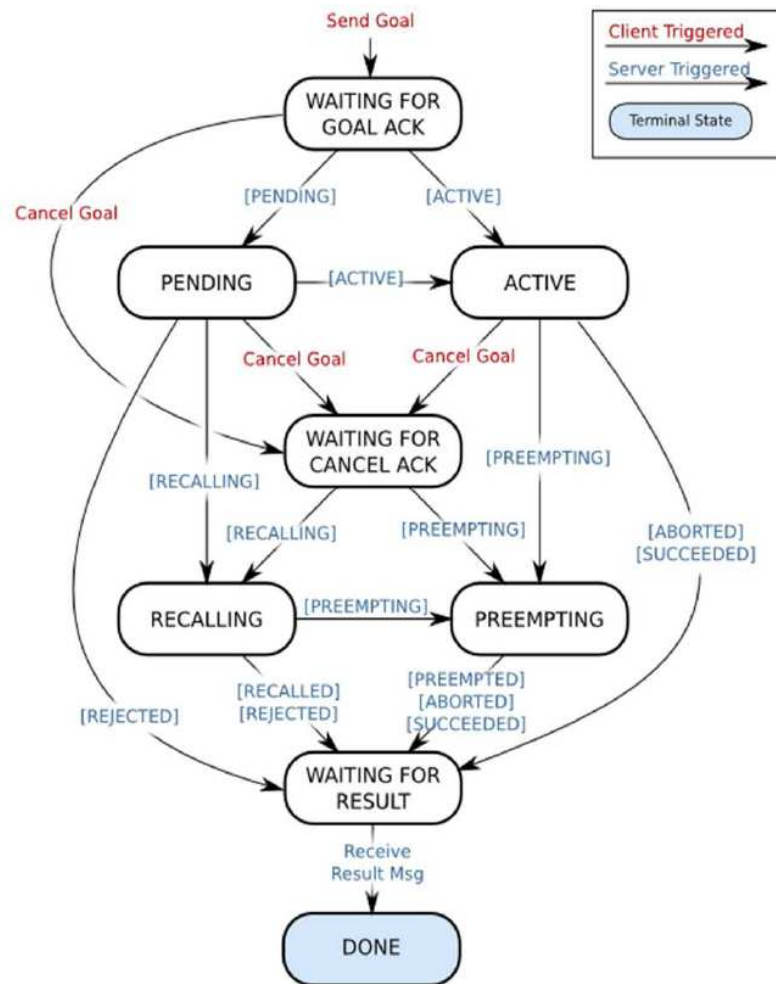 Send Goal
Client Triggered
Server Triggered
Terminal State
WAITING FOR
GOAL ACK
[PENDING]
[ACTIVE]
Cancel Goal
PENDING
[ACTIVE]
ACTIVE
Cancel Goal
Cancel Goal
WAITING FOR
CANCEL ACK
[RECALLING]
[PREEMPTING]
[RECALLING]
[PREEMPTING]
[ABORTED]
[SUCCEEDED]
RECALLING
[PREEMPTING]
PREEMPTING
[REJECTED]
[RECALLED]
[REJECTED]
[PREEMPTED]
[ABORTED]
[SUCCEEDED]
WAITING FOR
RESULT
Receive
Result Msg
DONE